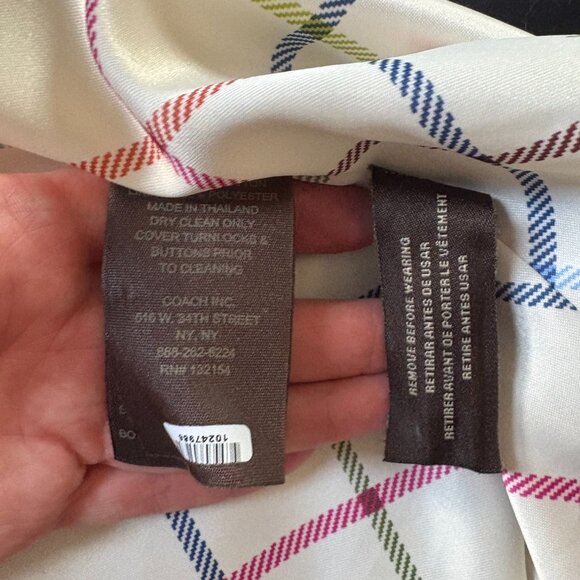 POLYESTER
MADE IN THAILAND
DRY CLEAN ONLY
COVER TURNLOCKS &
BUTTONS PRIOR
TO CLEANING
COACH INC.
516 W. 34TH STREET
NY, NY
888-262-6224
RN# 132154
BO
10247988
REMOVE BEFORE WEARING
RETIRAR ANTES DE USAR
RETIRER AVANT DE PORTER LE VÊTEMENT
RETIRE ANTES USAR